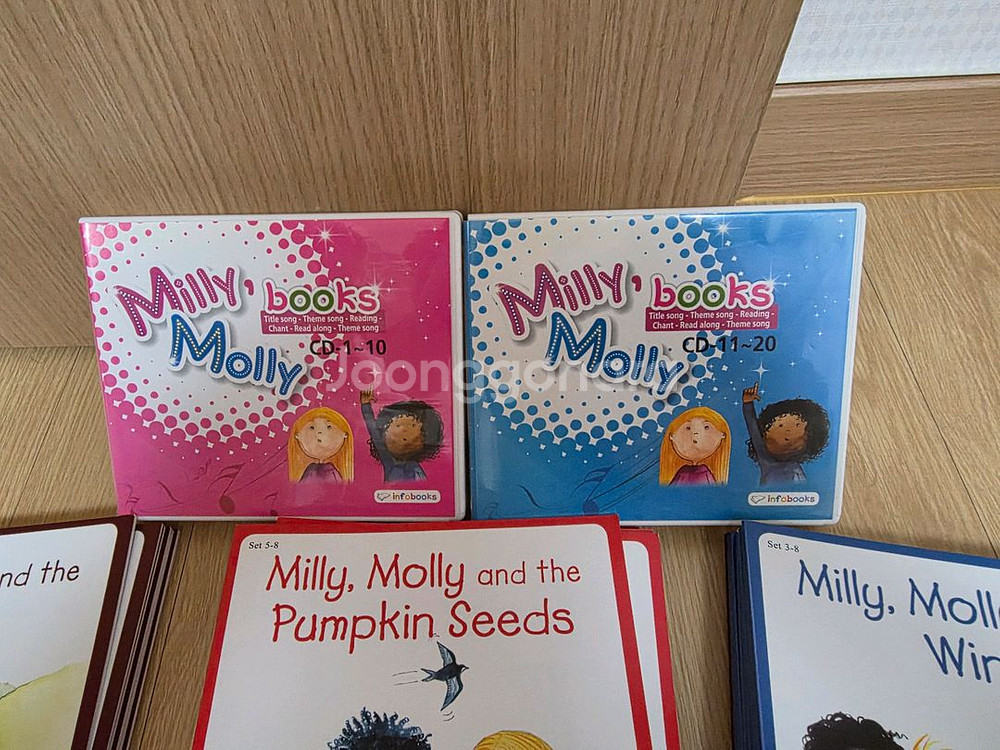 Milly,
Molly
books
Title song - Theme song - Reading -
Chant - Read along - Theme song
CD-1~10
infobooks
Milly,
Molly
books
Title song - Theme song - Reading -
Chant - Read along - Theme song
CD-11~20
infobooks
nd the
Set 5-8
Milly, Molly and the
Pumpkin Seeds
Set 3-8
Milly, Moll